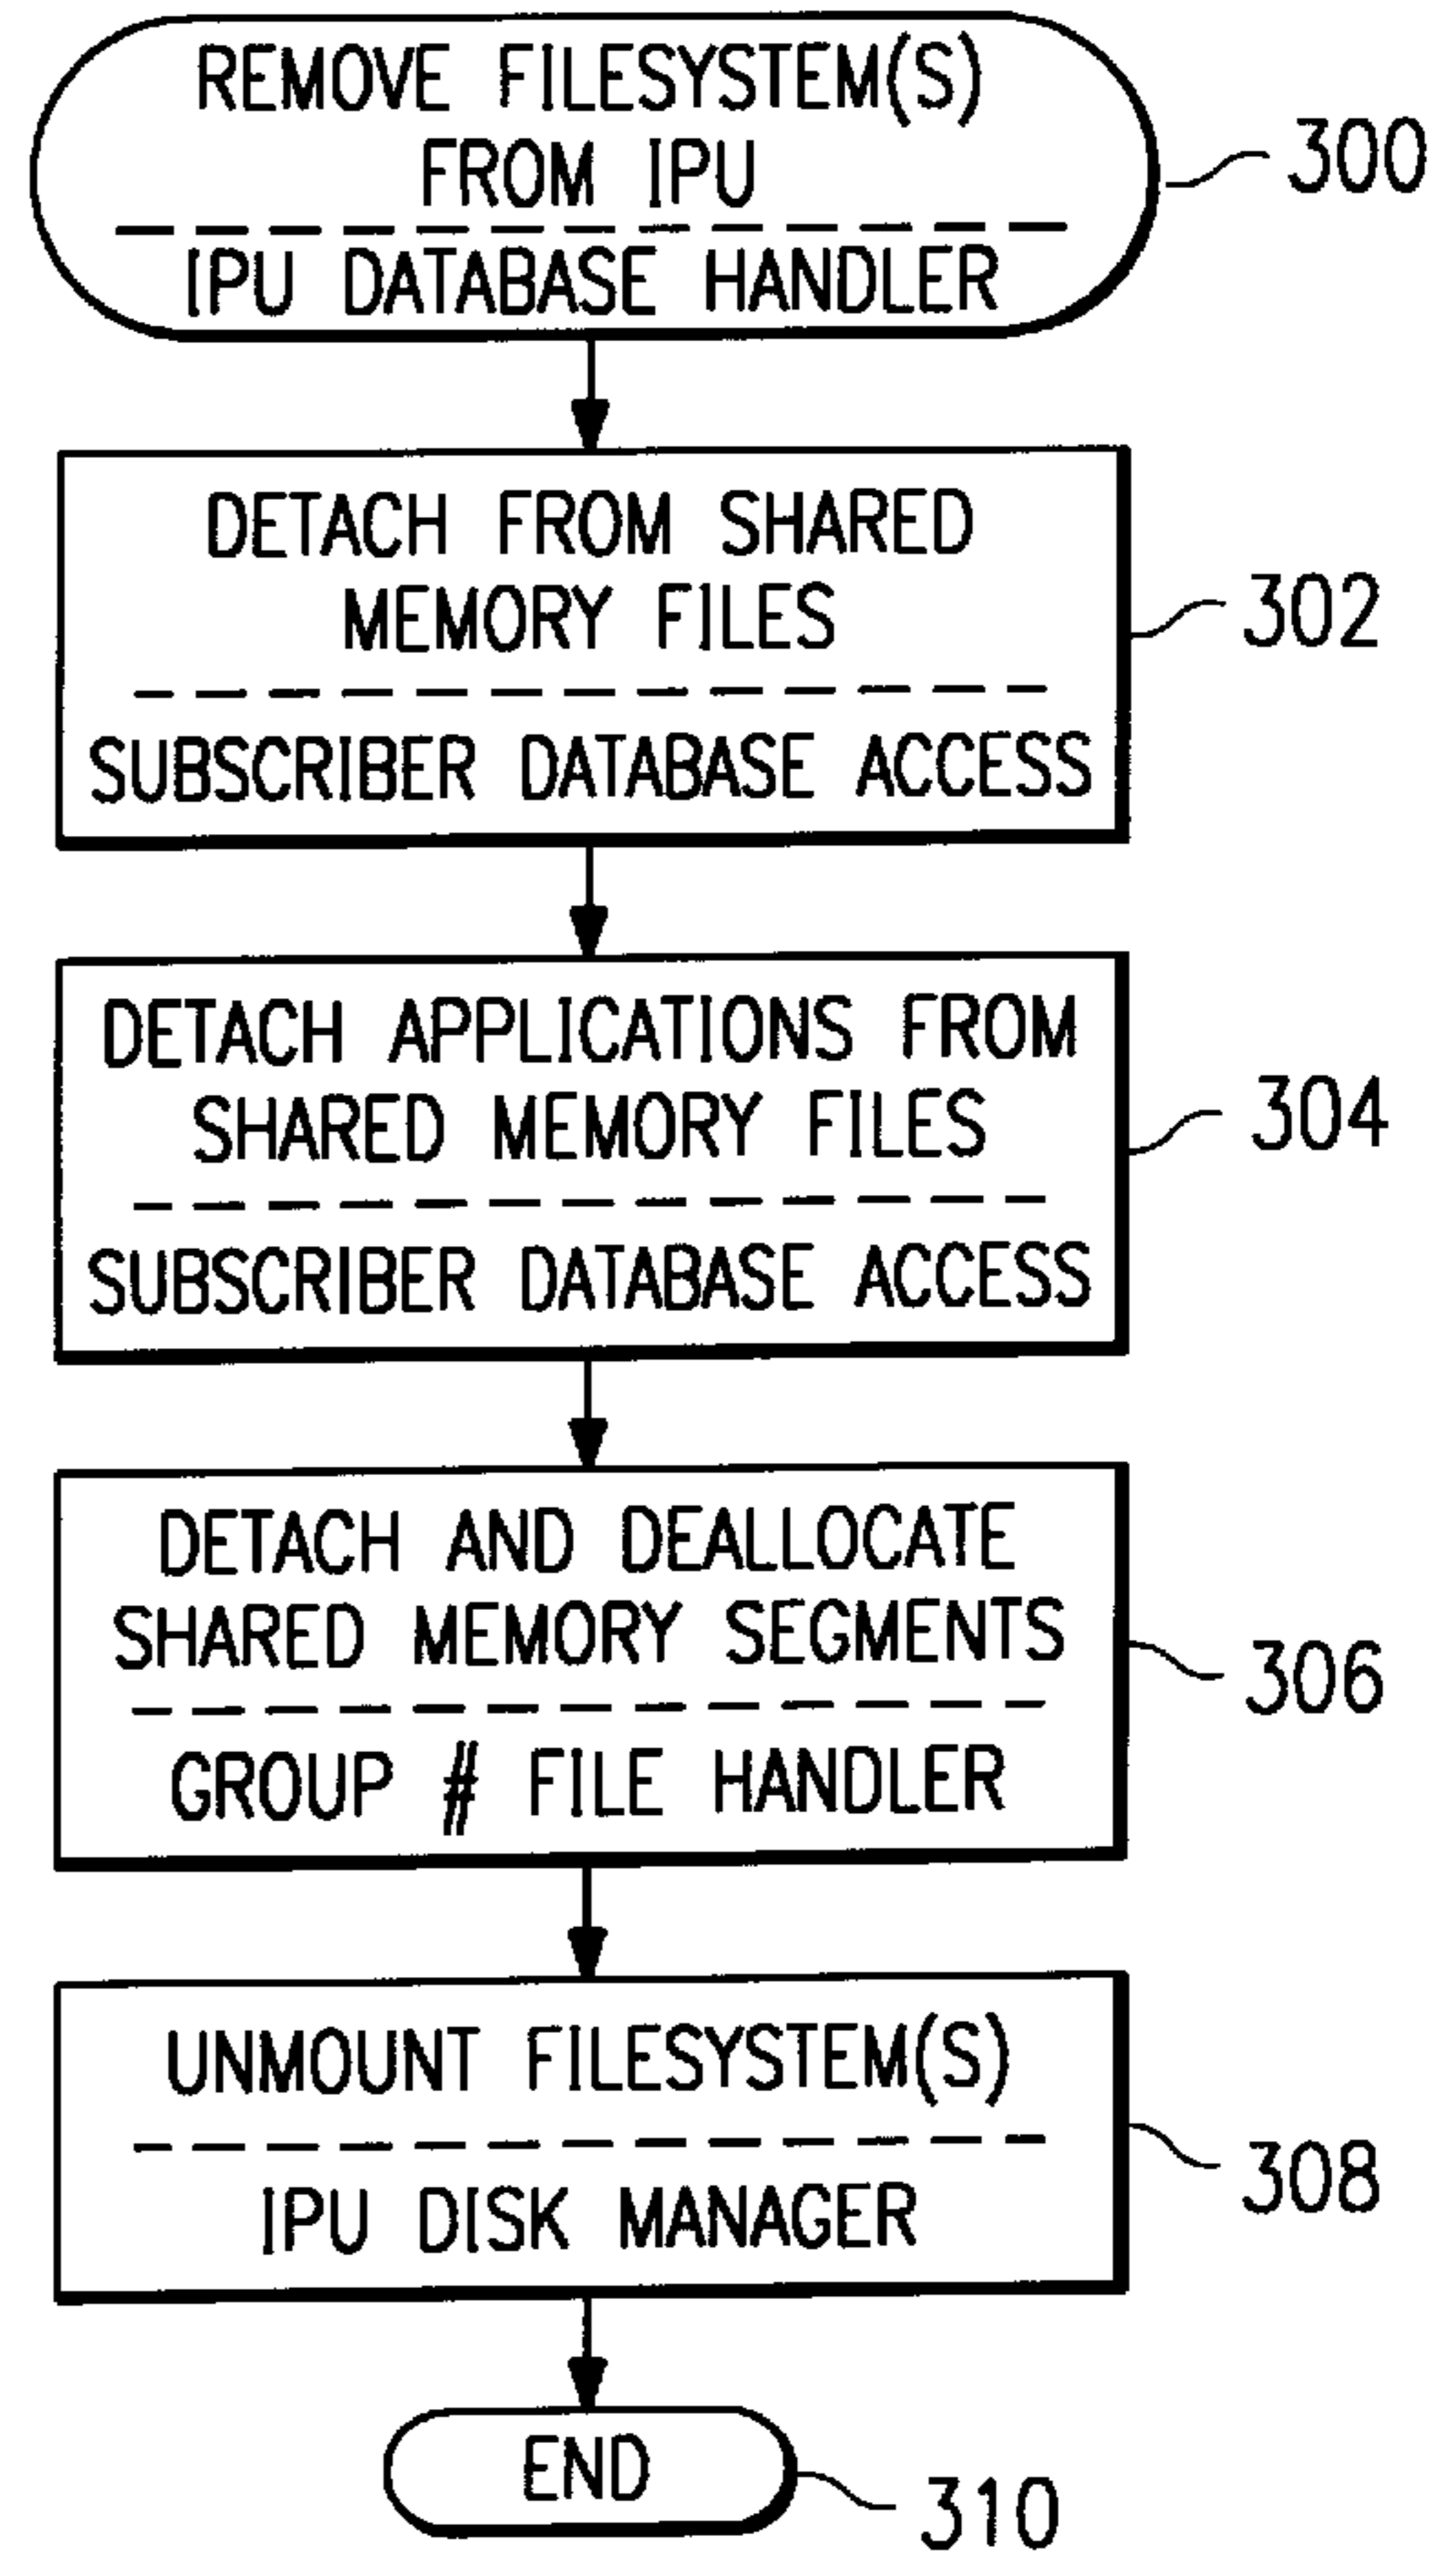 REMOVE FILESYSTEM(S)
FROM IPU
IPU DATABASE HANDLER
300
DETACH FROM SHARED
MEMORY FILES
SUBSCRIBER DATABASE ACCESS
302
DETACH APPLICATIONS FROM
SHARED MEMORY FILES
SUBSCRIBER DATABASE ACCESS
304
DETACH AND DEALLOCATE
SHARED MEMORY SEGMENTS
GROUP # FILE HANDLER
306
UNMOUNT FILESYSTEM(S)
IPU DISK MANAGER
308
END
310